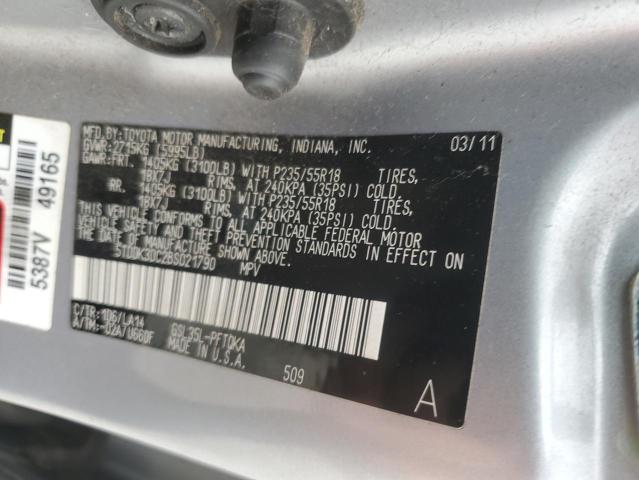 MFD. BY: TOYOTA MOTOR MANUFACTURING, INDIANA, INC. 03/11
GVWR: 2715KG (5985LB)
GAWR: FRT. 1405KG (3100LB) WITH P235/55R18 TIRES,
18X7J RIMS, AT 240KPA (35PSI) COLD
RR. 1405KG (3100LB) WITH P235/55R18 TIRES,
18X7J RIMS, AT 240KPA (35PSI) COLD.
THIS VEHICLE CONFORMS TO ALL APPLICABLE FEDERAL MOTOR
VEHICLE SAFETY AND THEFT PREVENTION STANDARDS IN EFFECT ON
THE DATE OF MANUFACTURE SHOWN ABOVE.
5TDDK3DC2BS021790 MPV
C/TR: 1D6/LA14
A/TM: -02A/U660F
GSL35L-PFTQKA
MADE IN U.S.A.
509
A
5387V 49165